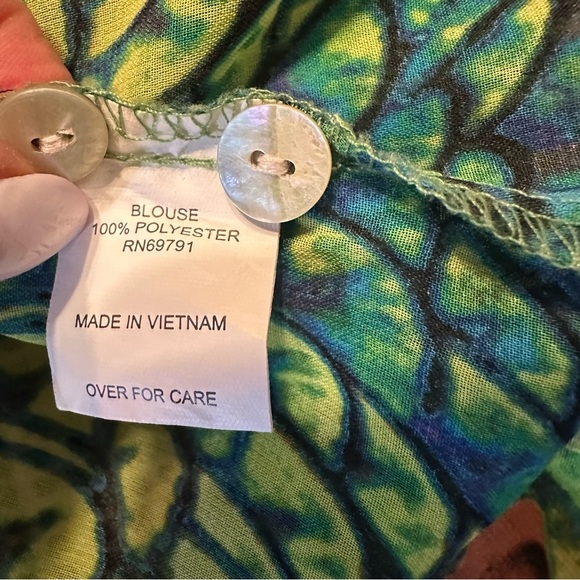 BLOUSE
100% POLYESTER
RN69791
MADE IN VIETNAM
OVER FOR CARE